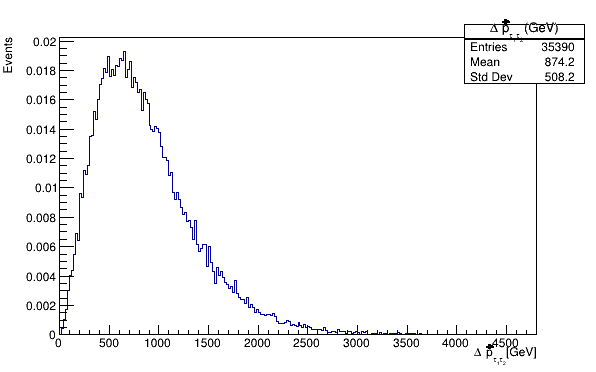 Δ p⃗ τ₁τ₂ (GeV)
Entries 35390
Mean 874.2
Std Dev 508.2
Events
0.02
0.018
0.016
0.014
0.012
0.01
0.008
0.006
0.004
0.002
0
0 500 1000 1500 2000 2500 3000 3500 4000 4500
Δ p⃗ τ₁τ₂ [GeV]